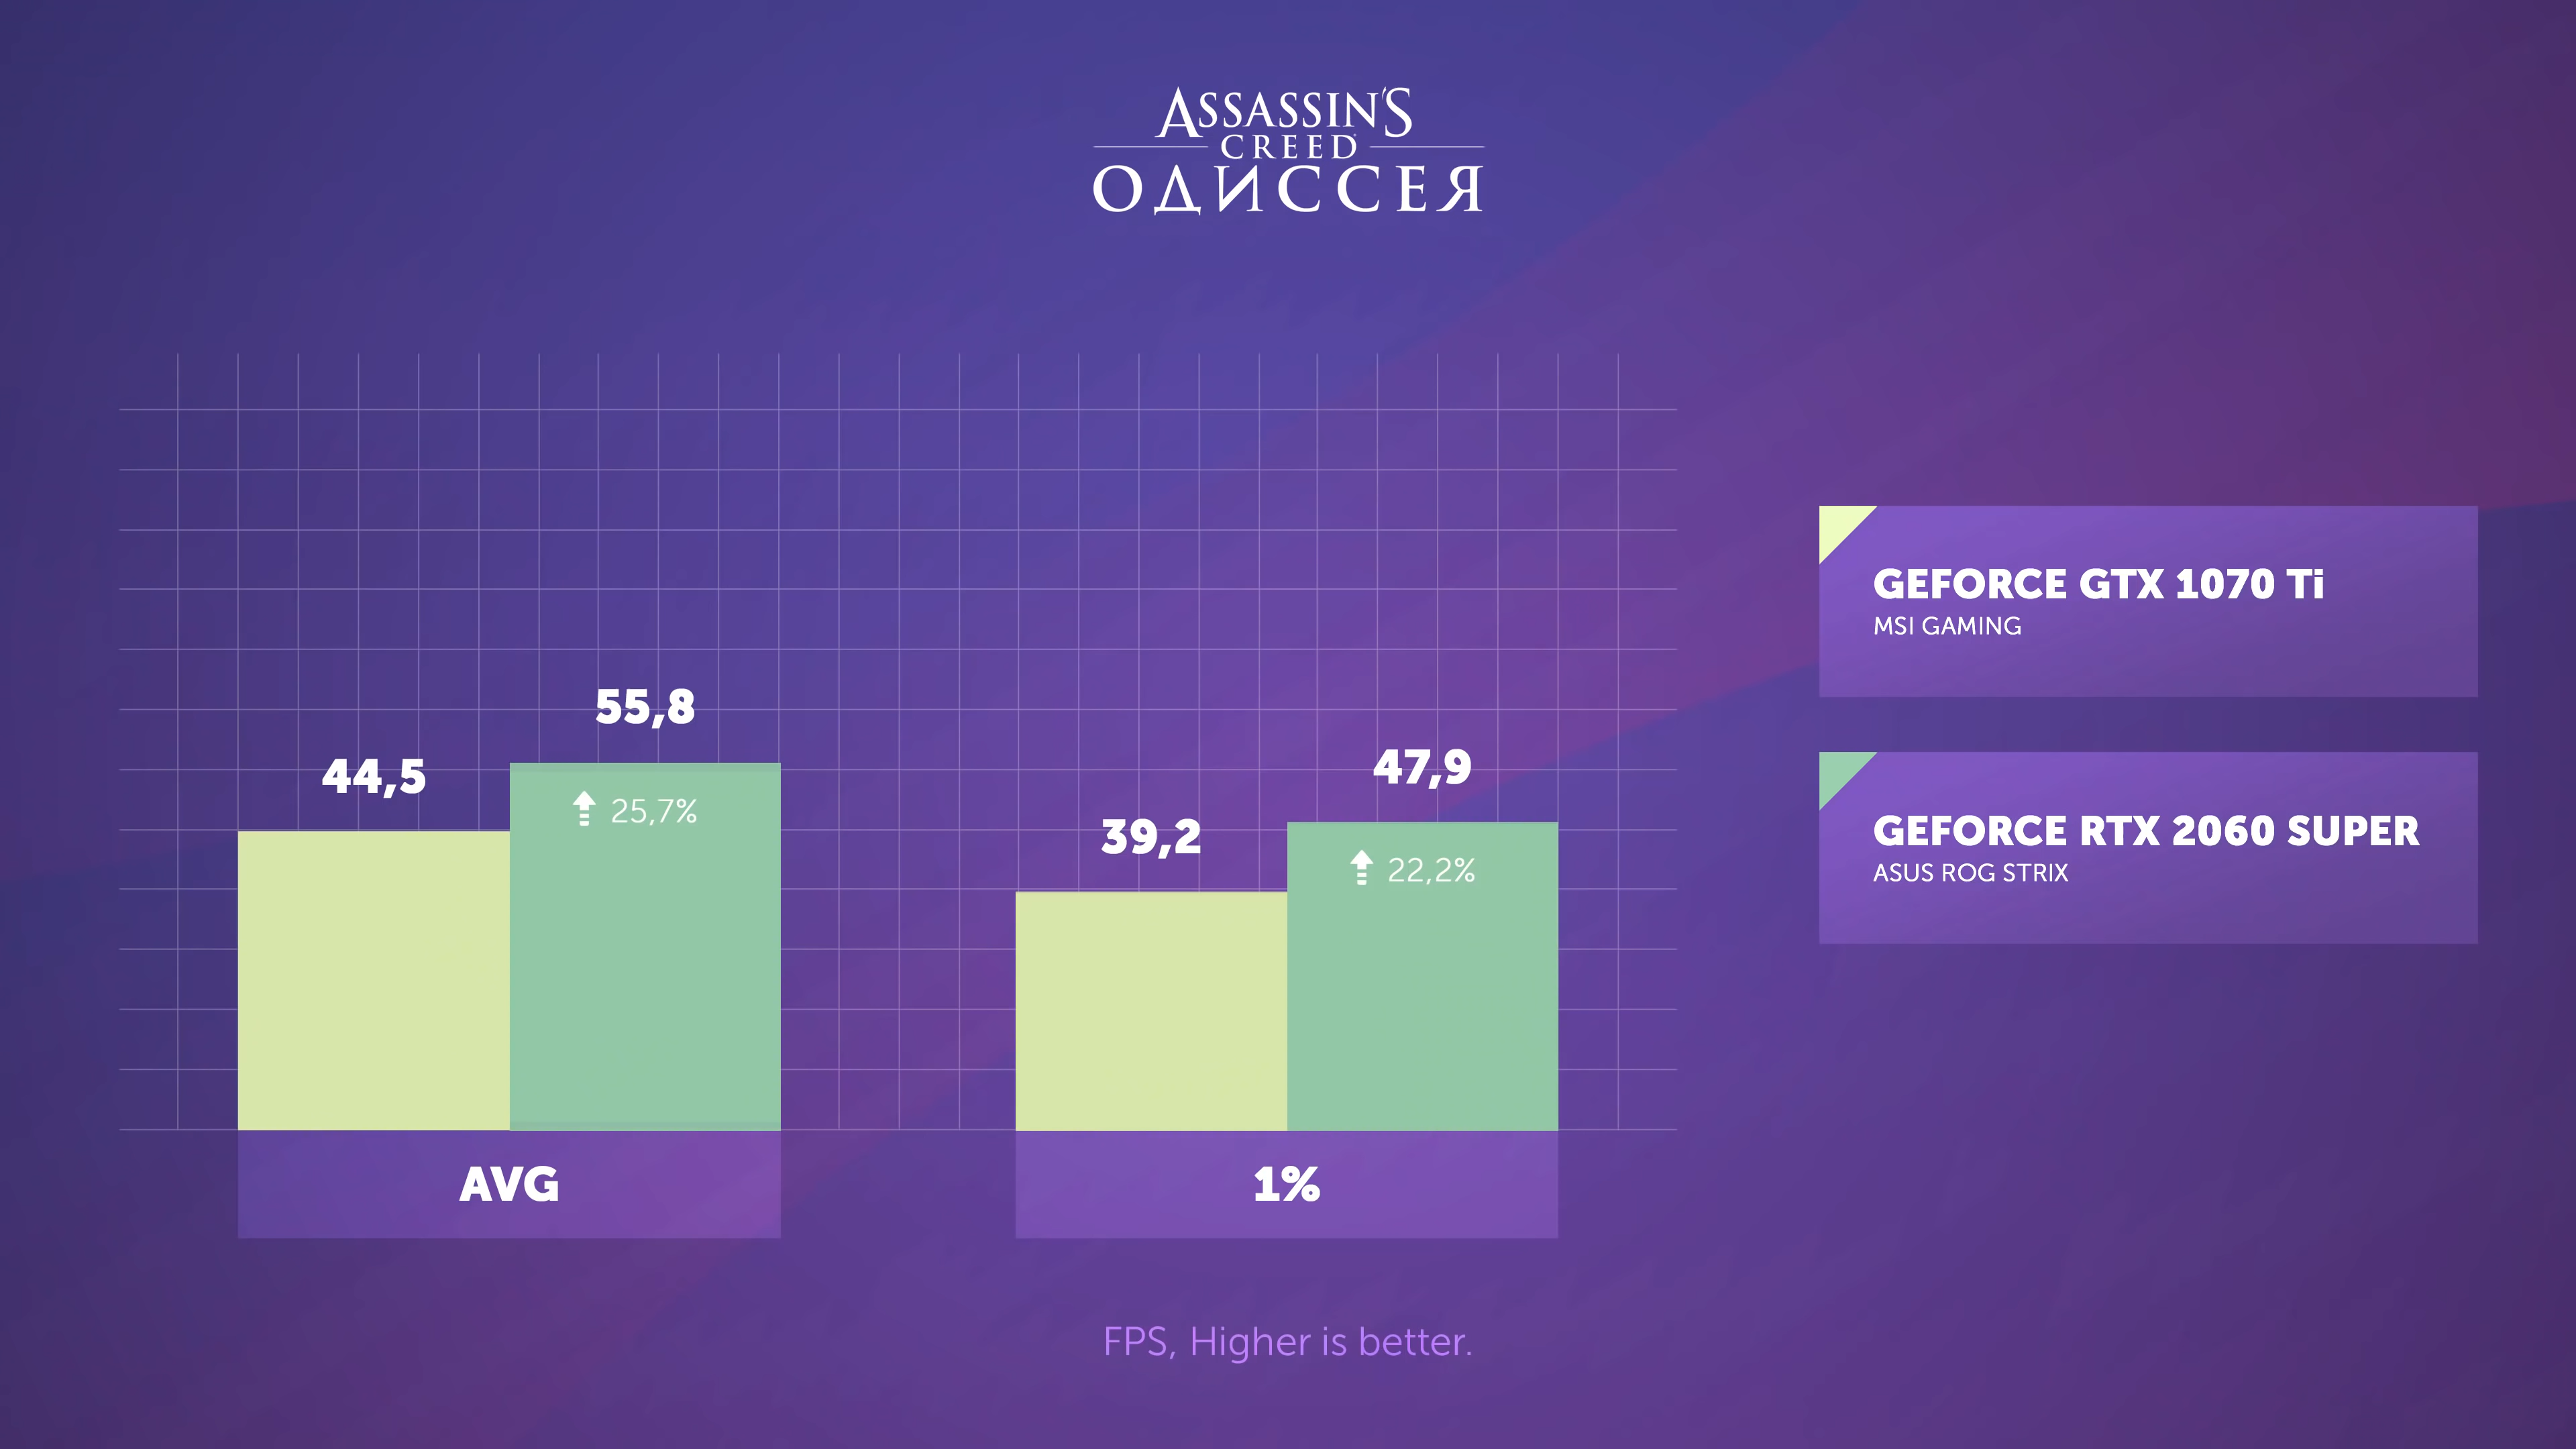 ASSASSIN'S
CREED
ОДИССЕЯ
55,8
44,5
25,7%
47,9
39,2
22,2%
AVG
1%
GEFORCE GTX 1070 Ti
MSI GAMING
GEFORCE RTX 2060 SUPER
ASUS ROG STRIX
FPS, Higher is better.